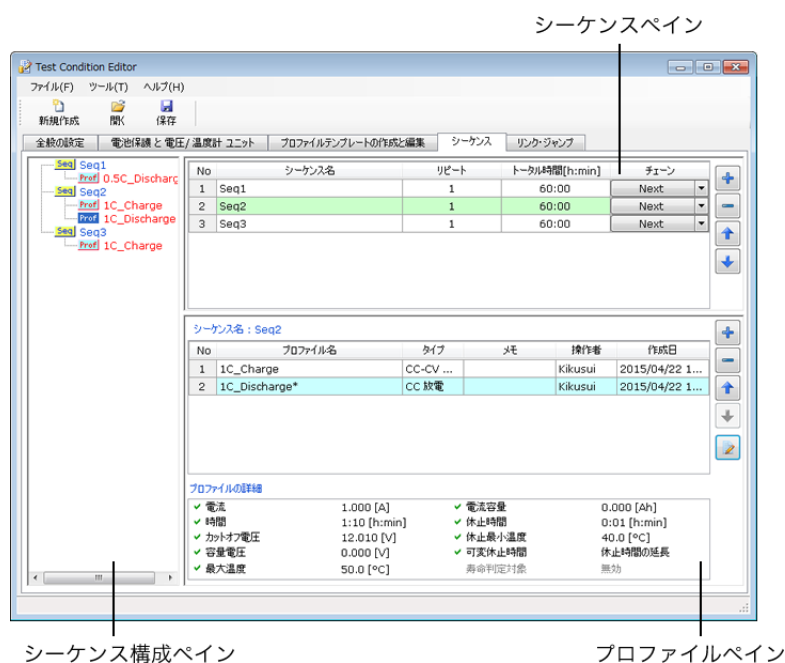 シーケンスペイン
Test Condition Editor
ファイル(F) ツール(T) ヘルプ(H)
新規作成 開く 保存
全般の設定 電池保護 と 電圧/ 温度計 ユニット プロファイルテンプレートの作成と編集 シーケンス リンク・ジャンプ
Seq Seq1
Prof 0.5C_Discharg
Seq Seq2
Prof 1C_Charge
Prof 1C_Discharge
Seq Seq3
Prof 1C_Charge
No シーケンス名 リピート トータル時間[h:min] チェーン
1 Seq1 1 60:00 Next
2 Seq2 1 60:00 Next
3 Seq3 1 60:00 Next
シーケンス名 : Seq2
No プロファイル名 タイプ メモ 操作者 作成日
1 1C_Charge CC-CV ... Kikusui 2015/04/22 1...
2 1C_Discharge* CC 放電 Kikusui 2015/04/22 1...
プロファイルの詳細
電流 1.000 [A] 電流容量 0.000 [Ah]
時間 1:10 [h:min] 休止時間 0:01 [h:min]
カットオフ電圧 12.010 [V] 休止最小温度 40.0 [°C]
容量電圧 0.000 [V] 可変休止時間 休止時間の延長
最大温度 50.0 [°C] 寿命判定対象 無効
シーケンス構成ペイン プロファイルペイン